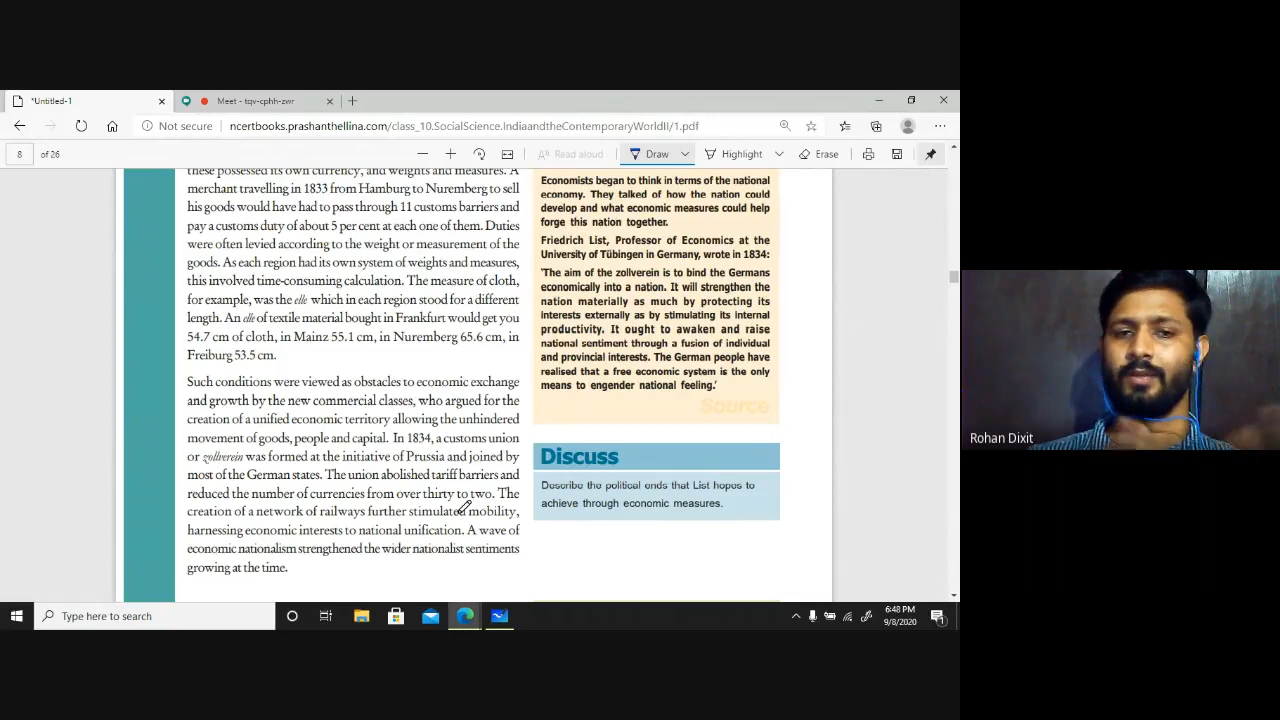 *Untitled-1
Meet - tqv-cphh-zwr
Not secure
ncertbooks.prashanthellina.com/class_10.SocialScience.IndiaandtheContemporaryWorldII/1.pdf
8 of 26
Read aloud
Draw
Highlight
Erase
these possessed its own currency, and weights and measures. A
merchant travelling in 1833 from Hamburg to Nuremberg to sell
his goods would have had to pass through 11 customs barriers and
pay a customs duty of about 5 per cent at each one of them. Duties
were often levied according to the weight or measurement of the
goods. As each region had its own system of weights and measures,
this involved time-consuming calculation. The measure of cloth,
for example, was the elle which in each region stood for a different
length. An elle of textile material bought in Frankfurt would get you
54.7 cm of cloth, in Mainz 55.1 cm, in Nuremberg 65.6 cm, in
Freiburg 53.5 cm.
Such conditions were viewed as obstacles to economic exchange
and growth by the new commercial classes, who argued for the
creation of a unified economic territory allowing the unhindered
movement of goods, people and capital. In 1834, a customs union
or zollverein was formed at the initiative of Prussia and joined by
most of the German states. The union abolished tariff barriers and
reduced the number of currencies from over thirty to two. The
creation of a network of railways further stimulated mobility,
harnessing economic interests to national unification. A wave of
economic nationalism strengthened the wider nationalist sentiments
growing at the time.
Economists began to think in terms of the national
economy. They talked of how the nation could
develop and what economic measures could help
forge this nation together.
Friedrich List, Professor of Economics at the
University of Tübingen in Germany, wrote in 1834:
'The aim of the zollverein is to bind the Germans
economically into a nation. It will strengthen the
nation materially as much by protecting its
interests externally as by stimulating its internal
productivity. It ought to awaken and raise
national sentiment through a fusion of individual
and provincial interests. The German people have
realised that a free economic system is the only
means to engender national feeling.'
Source
Discuss
Describe the political ends that List hopes to
achieve through economic measures.
Rohan Dixit
Type here to search
6:48 PM
9/8/2020
1